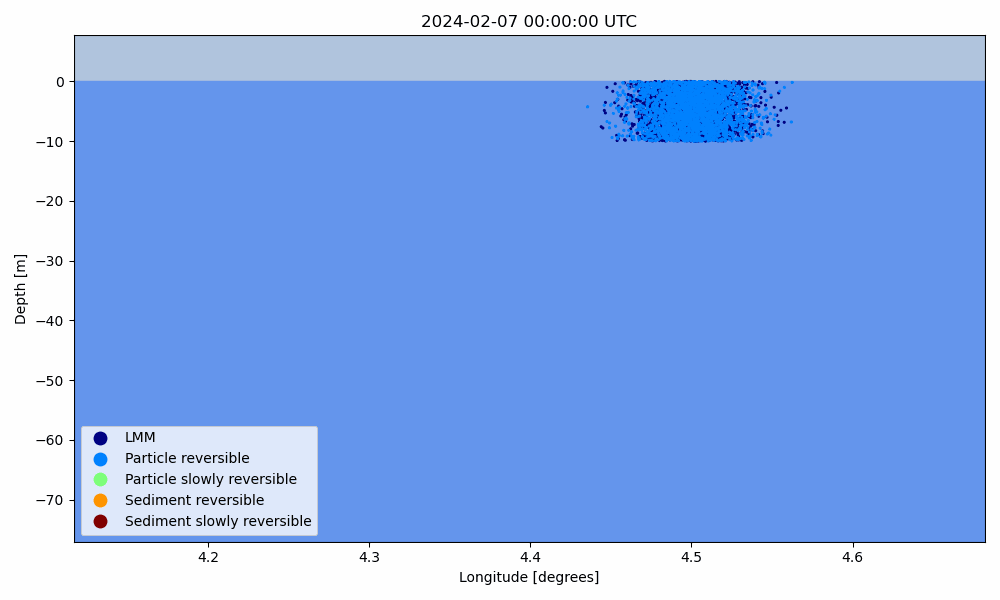 2024-02-07 00:00:00 UTC
0
−10
−20
−30
−40
−50
−60
−70
Depth [m]
LMM
Particle reversible
Particle slowly reversible
Sediment reversible
Sediment slowly reversible
4.2 4.3 4.4 4.5 4.6
Longitude [degrees]